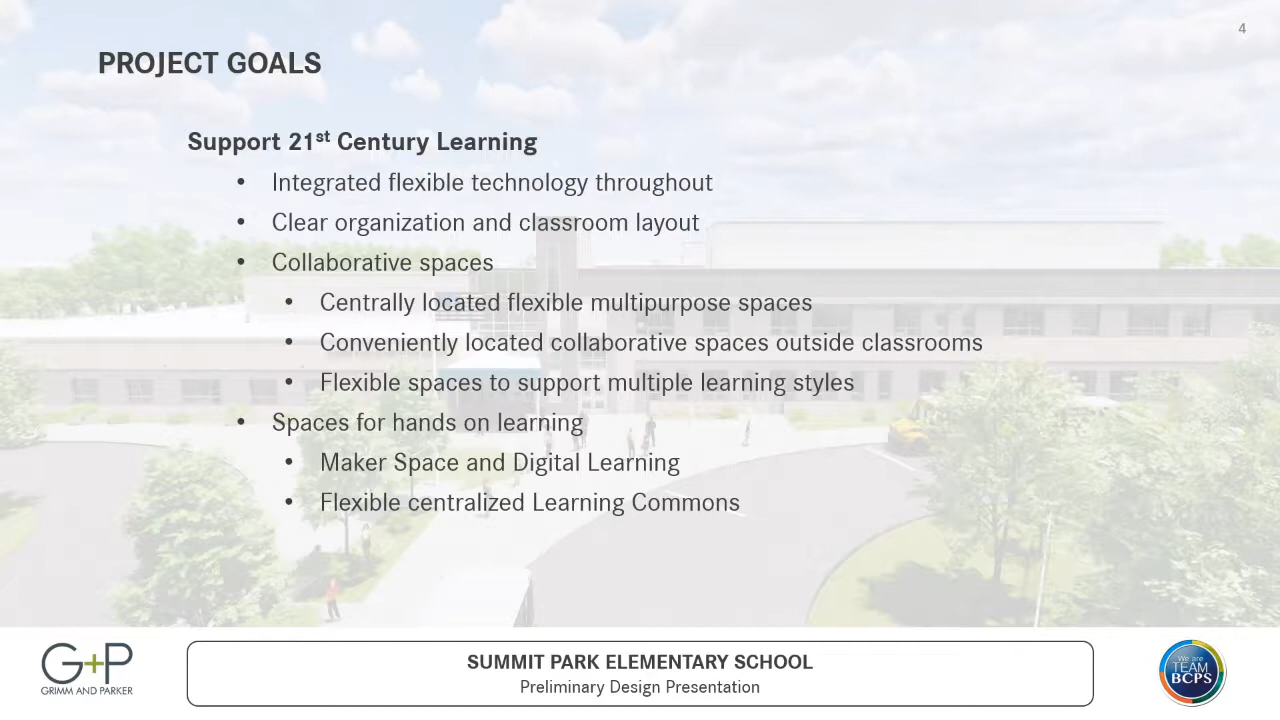 4
PROJECT GOALS
Support 21st Century Learning
• Integrated flexible technology throughout
• Clear organization and classroom layout
• Collaborative spaces
• Centrally located flexible multipurpose spaces
• Conveniently located collaborative spaces outside classrooms
• Flexible spaces to support multiple learning styles
• Spaces for hands on learning
• Maker Space and Digital Learning
• Flexible centralized Learning Commons
G+P
GRIMM AND PARKER
SUMMIT PARK ELEMENTARY SCHOOL
Preliminary Design Presentation
We are
TEAM
BCPS